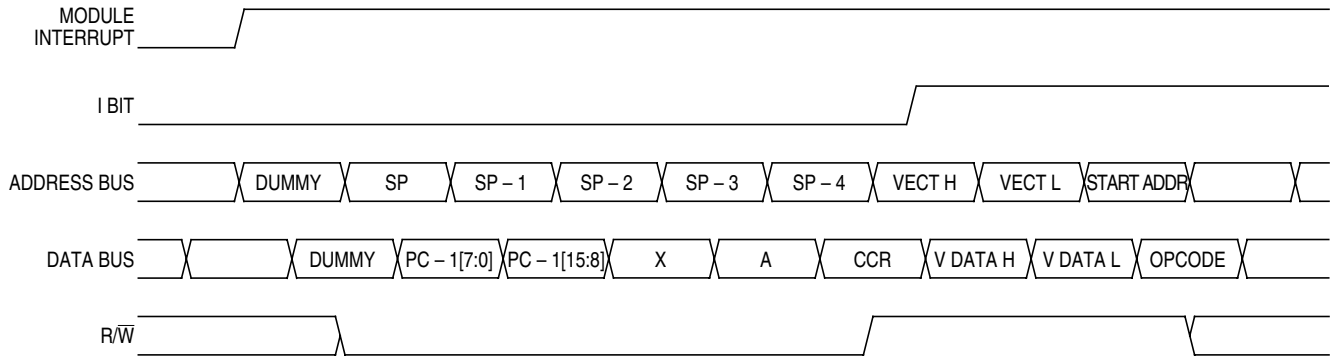 MODULE
INTERRUPT
I BIT
ADDRESS BUS DUMMY SP SP – 1 SP – 2 SP – 3 SP – 4 VECT H VECT L START ADDR
DATA BUS DUMMY PC – 1[7:0] PC – 1[15:8] X A CCR V DATA H V DATA L OPCODE
R/W̅